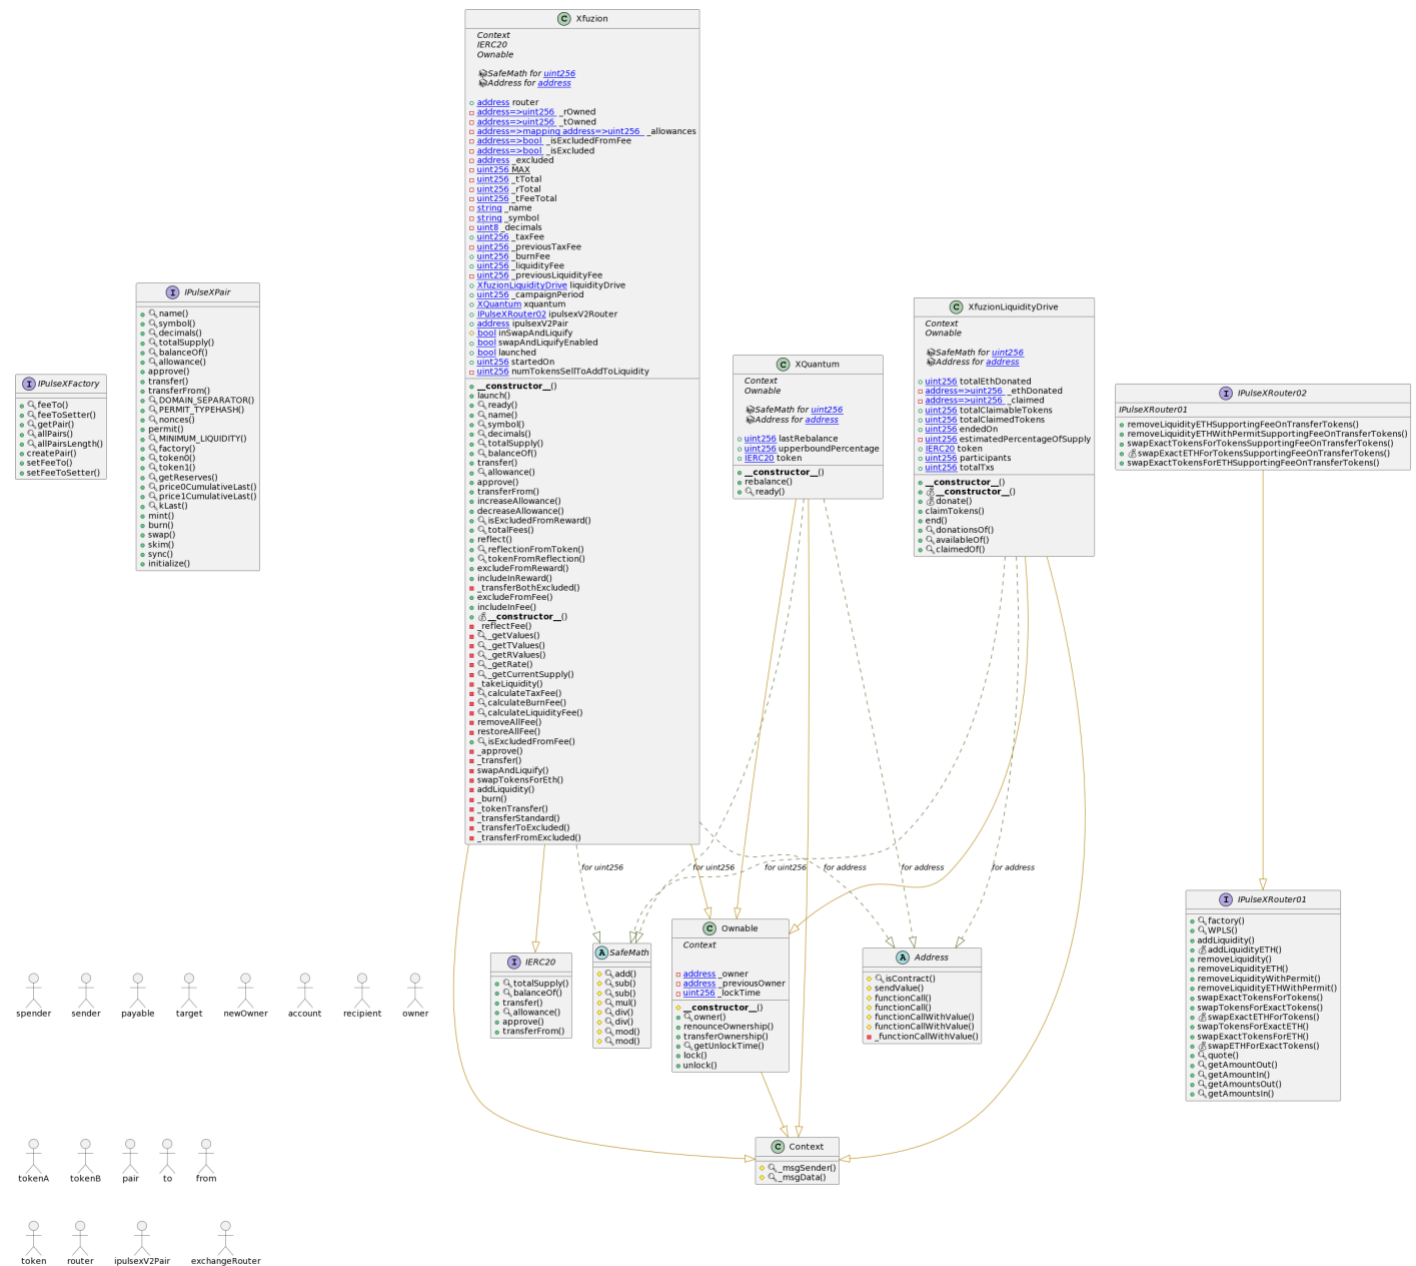 Xfuzion
Context
IERC20
Ownable
SafeMath for uint256
Address for address
address router
address=>uint256 _rOwned
address=>uint256 _tOwned
address=>mapping address=>uint256 _allowances
address=>bool _isExcludedFromFee
address=>bool _isExcluded
address _excluded
uint256 MAX
uint256 _tTotal
uint256 _rTotal
uint256 _tFeeTotal
string _name
string _symbol
uint8 _decimals
uint256 _taxFee
uint256 _previousTaxFee
uint256 _burnFee
uint256 _liquidityFee
uint256 _previousLiquidityFee
XfuzionLiquidityDrive liquidityDrive
uint256 _campaignPeriod
XQuantum xquantum
IPulseXRouter02 ipulsexV2Router
address ipulsexV2Pair
bool inSwapAndLiquify
bool swapAndLiquifyEnabled
bool launched
uint256 startedOn
uint256 numTokensSellToAddToLiquidity
__constructor__()
launch()
ready()
name()
symbol()
decimals()
totalSupply()
balanceOf()
transfer()
allowance()
approve()
transferFrom()
increaseAllowance()
decreaseAllowance()
isExcludedFromReward()
totalFees()
reflect()
reflectionFromToken()
tokenFromReflection()
excludeFromReward()
includeInReward()
_transferBothExcluded()
excludeFromFee()
includeInFee()
__constructor__()
_reflectFee()
_getValues()
_getTValues()
_getRValues()
_getRate()
_getCurrentSupply()
_takeLiquidity()
calculateTaxFee()
calculateBurnFee()
calculateLiquidityFee()
removeAllFee()
restoreAllFee()
isExcludedFromFee()
_approve()
_transfer()
swapAndLiquify()
swapTokensForEth()
addLiquidity()
_burn()
_tokenTransfer()
_transferStandard()
_transferToExcluded()
_transferFromExcluded()
IPulseXFactory
feeTo()
feeToSetter()
getPair()
allPairs()
allPairsLength()
createPair()
setFeeTo()
setFeeToSetter()
IPulseXPair
name()
symbol()
decimals()
totalSupply()
balanceOf()
allowance()
approve()
transfer()
transferFrom()
DOMAIN_SEPARATOR()
PERMIT_TYPEHASH()
nonces()
permit()
MINIMUM_LIQUIDITY()
factory()
token0()
token1()
getReserves()
price0CumulativeLast()
price1CumulativeLast()
kLast()
mint()
burn()
swap()
skim()
sync()
initialize()
XQuantum
Context
Ownable
SafeMath for uint256
Address for address
uint256 lastRebalance
uint256 upperboundPercentage
IERC20 token
__constructor__()
rebalance()
ready()
XfuzionLiquidityDrive
Context
Ownable
SafeMath for uint256
Address for address
uint256 totalEthDonated
address=>uint256 _ethDonated
address=>uint256 _claimed
uint256 totalClaimableTokens
uint256 totalClaimedTokens
uint256 endedOn
uint256 estimatedPercentageOfSupply
IERC20 token
uint256 participants
uint256 totalTxs
__constructor__()
__constructor__()
donate()
claimTokens()
end()
donationsOf()
availableOf()
claimedOf()
IPulseXRouter02
IPulseXRouter01
removeLiquidityETHSupportingFeeOnTransferTokens()
removeLiquidityETHWithPermitSupportingFeeOnTransferTokens()
swapExactTokensForTokensSupportingFeeOnTransferTokens()
swapExactETHForTokensSupportingFeeOnTransferTokens()
swapExactTokensForETHSupportingFeeOnTransferTokens()
for uint256
for uint256
for uint256
for address
for address
for address
IERC20
totalSupply()
balanceOf()
transfer()
allowance()
approve()
transferFrom()
SafeMath
add()
sub()
sub()
mul()
div()
div()
mod()
mod()
Ownable
Context
address _owner
address _previousOwner
uint256 _lockTime
__constructor__()
owner()
renounceOwnership()
transferOwnership()
getUnlockTime()
lock()
unlock()
Address
isContract()
sendValue()
functionCall()
functionCall()
functionCallWithValue()
functionCallWithValue()
_functionCallWithValue()
IPulseXRouter01
factory()
WPLS()
addLiquidity()
addLiquidityETH()
removeLiquidity()
removeLiquidityETH()
removeLiquidityWithPermit()
removeLiquidityETHWithPermit()
swapExactTokensForTokens()
swapTokensForExactTokens()
swapExactETHForTokens()
swapTokensForExactETH()
swapExactTokensForETH()
swapETHForExactTokens()
quote()
getAmountOut()
getAmountIn()
getAmountsOut()
getAmountsIn()
Context
_msgSender()
_msgData()
spender sender payable target newOwner account recipient owner
tokenA tokenB pair to from
token router ipulsexV2Pair exchangeRouter